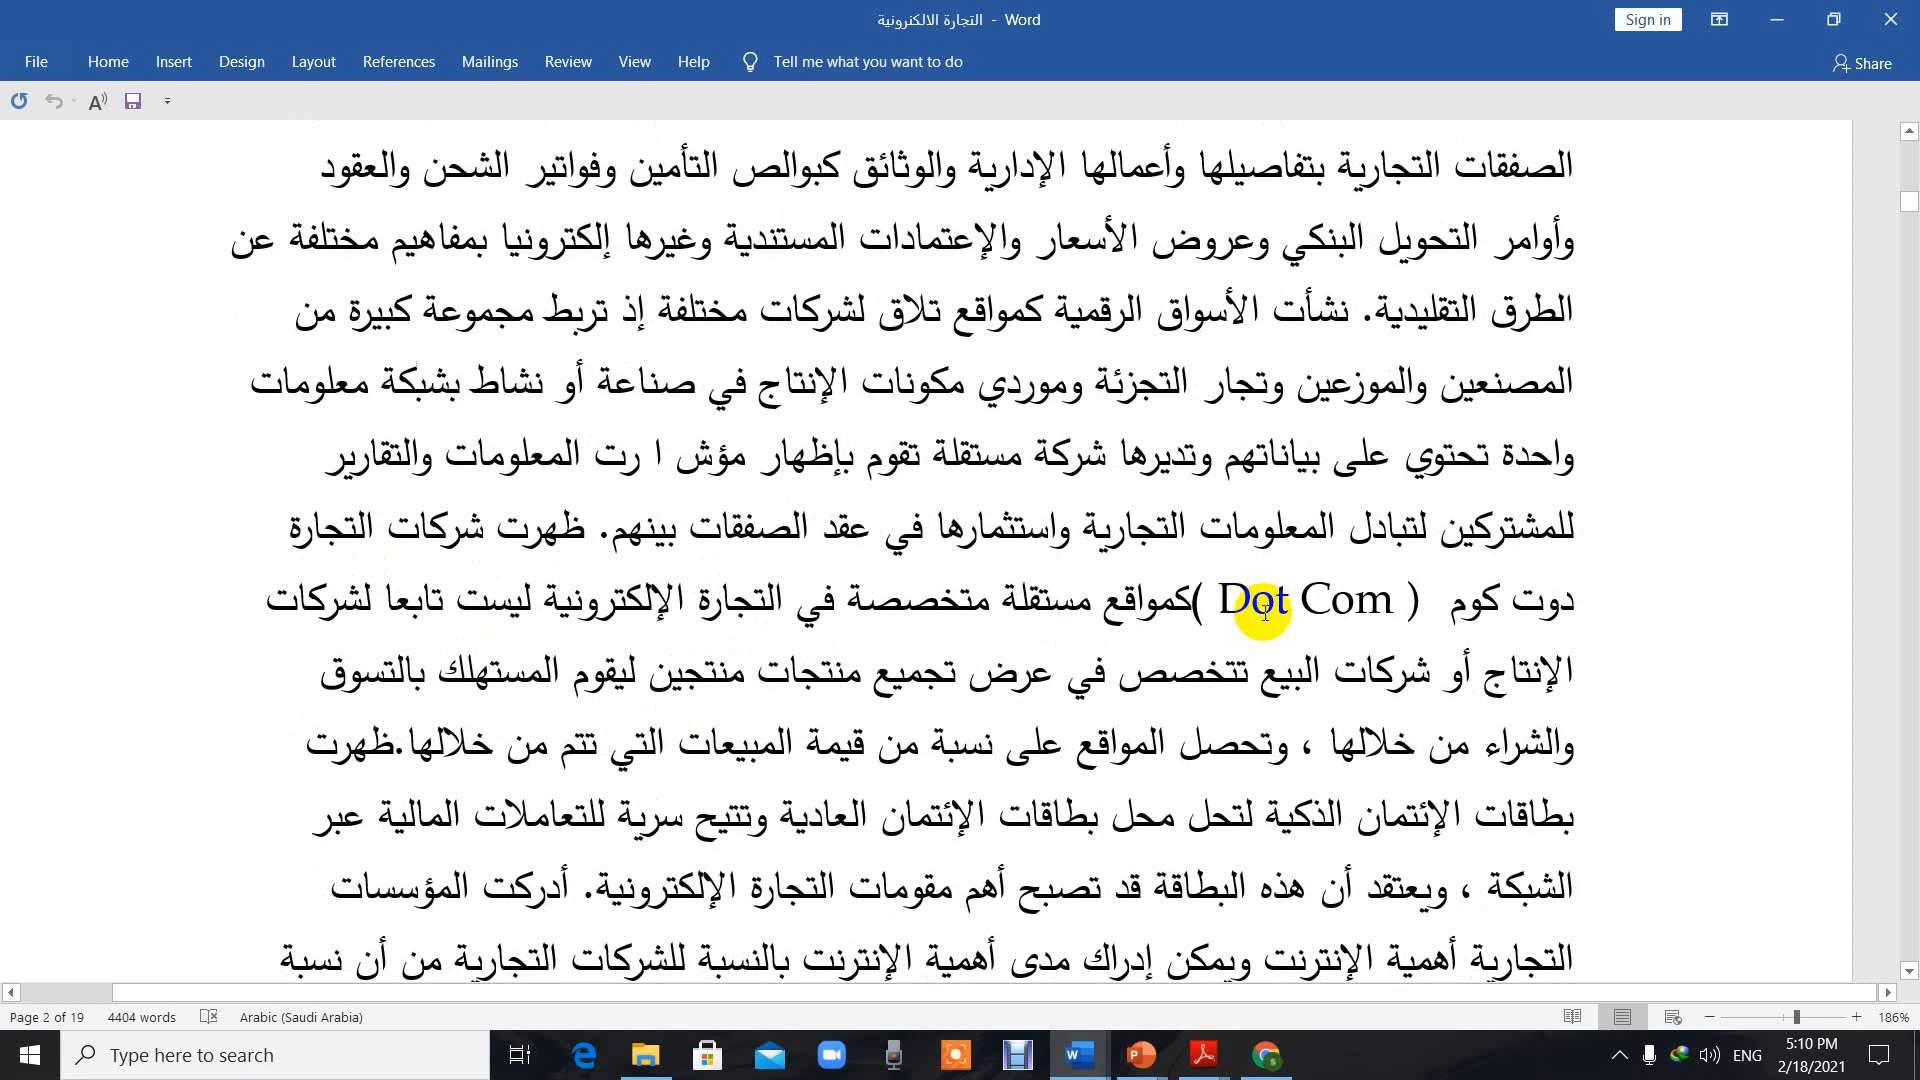 التجارة الالكنرونية - Word
Sign in
File Home Insert Design Layout References Mailings Review View Help Tell me what you want to do Share
الصفقات التجارية بتفاصيلها وأعمالها الإدارية والوثائق كبوالص التأمين وفواتير الشحن والعقود
وأوامر التحويل البنكي وعروض الأسعار والإعتمادات المستندية وغيرها إلكترونيا بمفاهيم مختلفة عن
الطرق التقليدية. نشأت الأسواق الرقمية كمواقع تلاق لشركات مختلفة إذ تربط مجموعة كبيرة من
المصنعين والموزعين وتجار التجزئة وموردي مكونات الإنتاج في صناعة أو نشاط بشبكة معلومات
واحدة تحتوي على بياناتهم وتديرها شركة مستقلة تقوم بإظهار مؤش ا رت المعلومات والتقارير
للمشتركين لتبادل المعلومات التجارية واستثمارها في عقد الصفقات بينهم. ظهرت شركات التجارة
دوت كوم ( Dot Com )كمواقع مستقلة متخصصة في التجارة الإلكترونية ليست تابعا لشركات
الإنتاج أو شركات البيع تتخصص في عرض تجميع منتجات منتجين ليقوم المستهلك بالتسوق
والشراء من خلالها ، وتحصل المواقع على نسبة من قيمة المبيعات التي تتم من خلالها.ظهرت
بطاقات الإئتمان الذكية لتحل محل بطاقات الإئتمان العادية وتتيح سرية للتعاملات المالية عبر
الشبكة ، ويعتقد أن هذه البطاقة قد تصبح أهم مقومات التجارة الإلكترونية. أدركت المؤسسات
التجارية أهمية الإنترنت ويمكن إدراك مدى أهمية الإنترنت بالنسبة للشركات التجارية من أن نسبة
Page 2 of 19 4404 words Arabic (Saudi Arabia) 186%
Type here to search
ENG
5:10 PM
2/18/2021